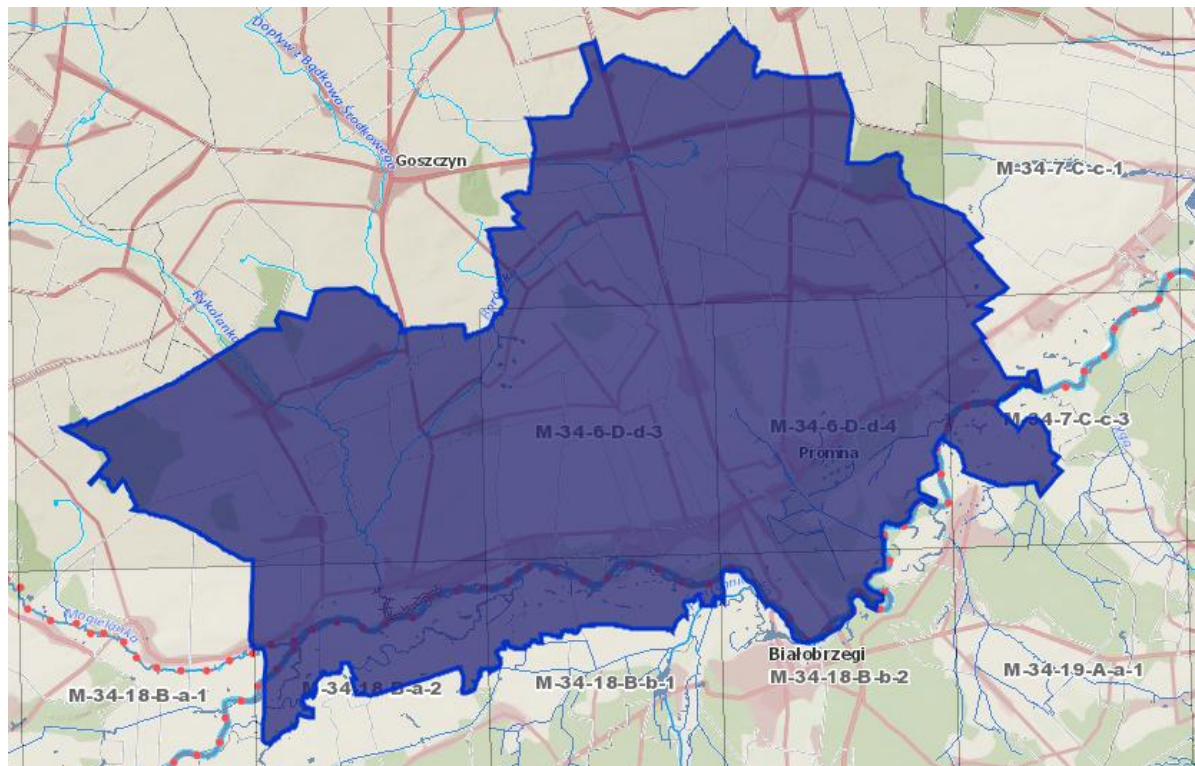 Dopływ z Bądkowa Środkowego
Goszczyn
M-34-7-C-c-1
Rykolanka
M-34-6-D-d-3
M-34-6-D-d-4
M-34-7-C-c-3
Promna
Mogielanka
Białobrzegi
M-34-18-B-a-1
M-34-18-B-a-2
M-34-18-B-b-1
M-34-18-B-b-2
M-34-19-A-a-1